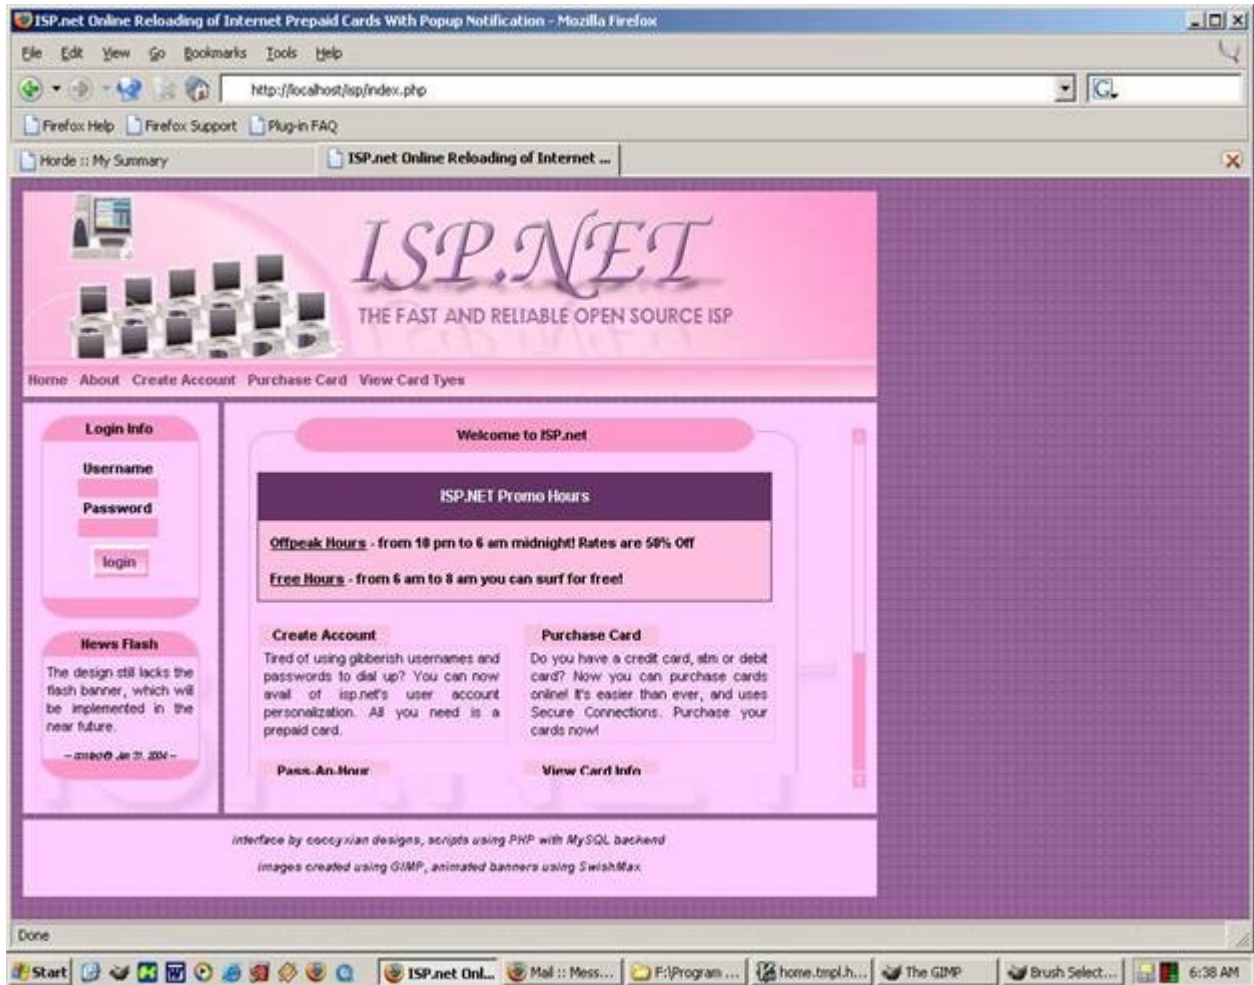 ISP.net Online Reloading of Internet Prepaid Cards With Popup Notification - Mozilla Firefox
File Edit View Go Bookmarks Tools Help
http://localhost/isp/index.php
G
Firefox Help Firefox Support Plug-in FAQ
Horde :: My Summary
ISP.net Online Reloading of Internet ...
ISP.NET
THE FAST AND RELIABLE OPEN SOURCE ISP
Home About Create Account Purchase Card View Card Tyes
Login Info
Username
Password
login
News Flash
The design still lacks the
flash banner, which will
be implemented in the
near future.
Welcome to ISP.net
ISP.NET Promo Hours
Offpeak Hours - from 10 pm to 6 am midnight! Rates are 50% Off
Free Hours - from 6 am to 8 am you can surf for free!
Create Account
Tired of using gibberish usernames and
passwords to dial up? You can now
avail of isp.net's user account
personalization. All you need is a
prepaid card.
Purchase Card
Do you have a credit card, atm or debit
card? Now you can purchase cards
online! It's easier than ever, and uses
Secure Connections. Purchase your
cards now!
Pass-An-Hour
View Card Info
interface by coccyxian designs, scripts using PHP with MySQL backend
images created using GIMP, animated banners using SwishMax
Done
Start
ISP.net Onl...
Mail :: Mess...
F:\Program ...
home.tmpl.h...
The GIMP
Brush Select...
6:38 AM